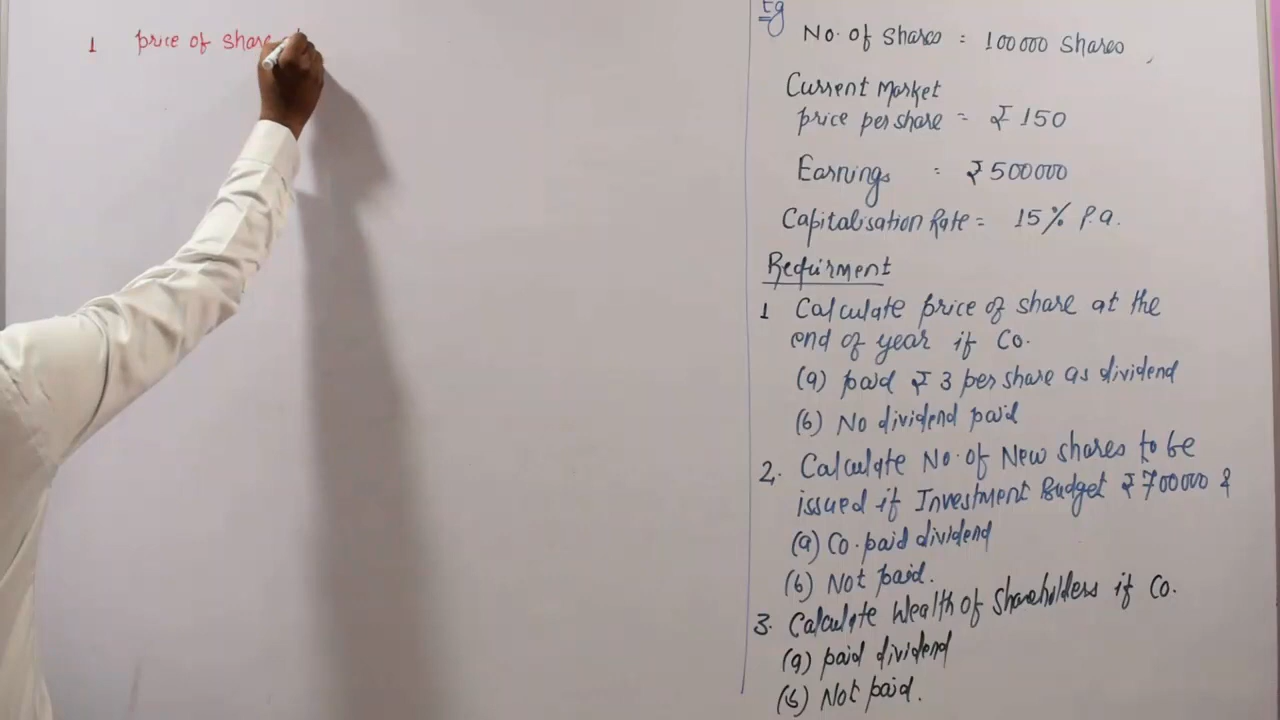 1 price of share
Eg
No. of shares = 100000 shares
Current Market
price per share = ₹ 150
Earnings = ₹ 500000
Capitalisation Rate = 15% P.a.
Requirment
1 Calculate price of share at the
end of year if Co.
(a) paid ₹ 3 per share as dividend
(b) No dividend paid
2. Calculate No. of New shares to be
issued if Investment Budget ₹ 700000 &
(a) Co. paid dividend
(b) Not paid.
3. Calculate Wealth of Shareholders if Co.
(a) paid dividend
(b) Not paid.